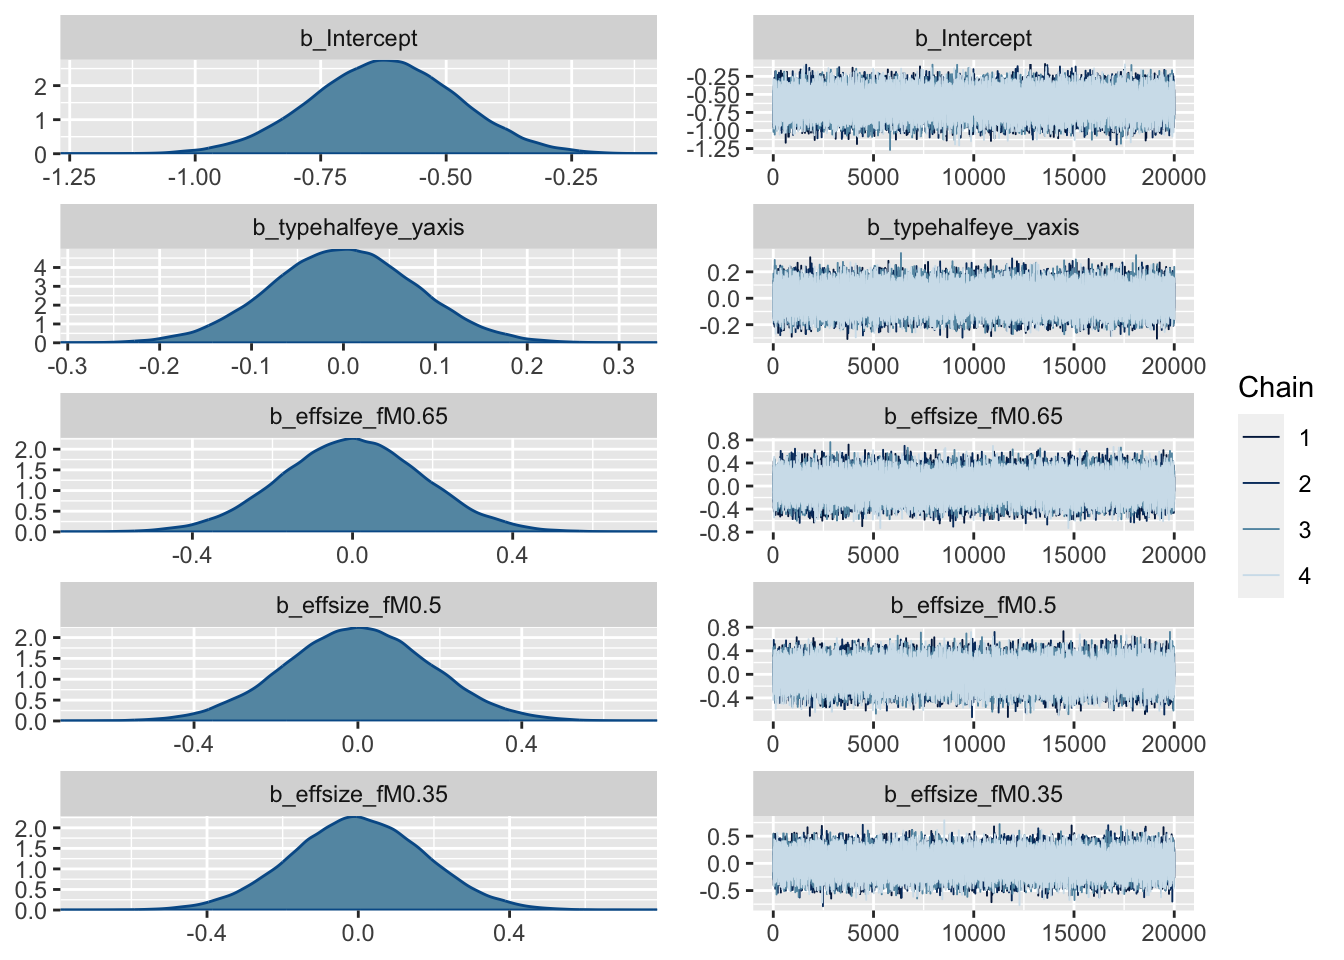 b_Intercept
2
1
0
-1.25 -1.00 -0.75 -0.50 -0.25
b_Intercept
-0.25
-0.50
-0.75
-1.00
-1.25
0 5000 10000 15000 20000
b_typehalfeye_yaxis
4
3
2
1
0
-0.3 -0.2 -0.1 0.0 0.1 0.2 0.3
b_typehalfeye_yaxis
0.2
0.0
-0.2
0 5000 10000 15000 20000
b_effsize_fM0.65
2.0
1.5
1.0
0.5
0.0
-0.4 0.0 0.4
b_effsize_fM0.65
0.8
0.4
0.0
-0.4
-0.8
0 5000 10000 15000 20000
b_effsize_fM0.5
2.0
1.5
1.0
0.5
0.0
-0.4 0.0 0.4
b_effsize_fM0.5
0.8
0.4
0.0
-0.4
0 5000 10000 15000 20000
b_effsize_fM0.35
2.0
1.5
1.0
0.5
0.0
-0.4 0.0 0.4
b_effsize_fM0.35
0.5
0.0
-0.5
0 5000 10000 15000 20000
Chain
1
2
3
4